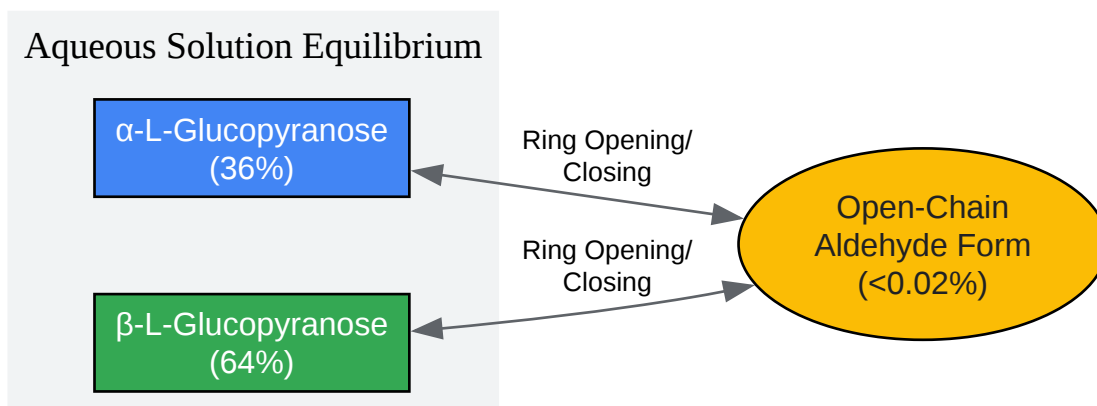 Aqueous Solution Equilibrium
α-L-Glucopyranose
(36%)
Ring Opening/
Closing
Open-Chain
Aldehyde Form
(<0.02%)
Ring Opening/
Closing
β-L-Glucopyranose
(64%)